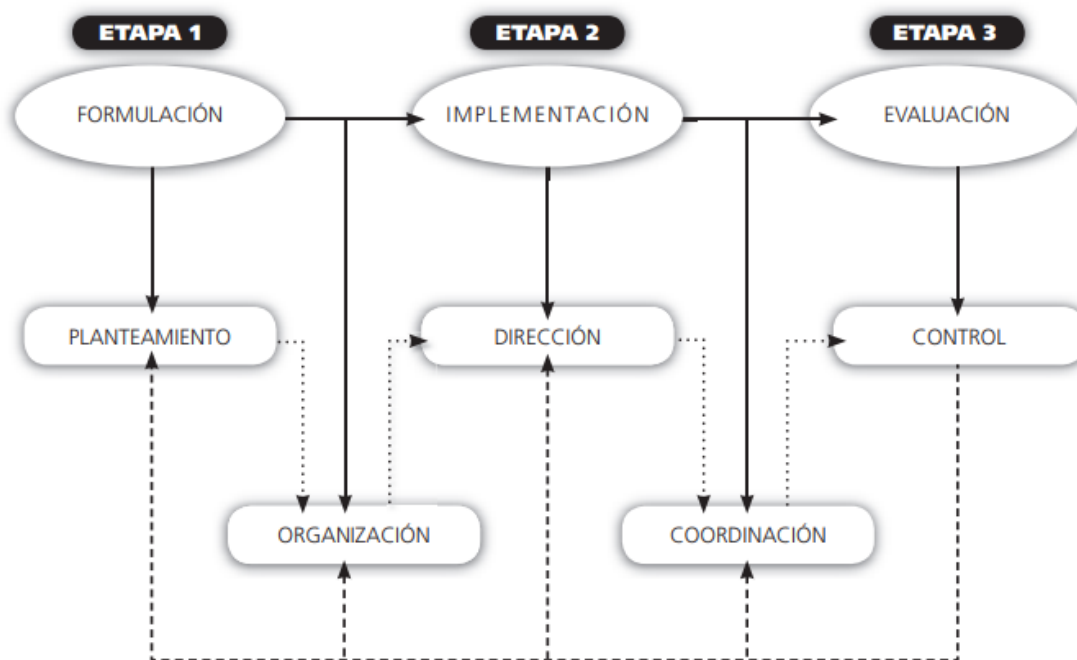 ETAPA 1
ETAPA 2
ETAPA 3
FORMULACIÓN
IMPLEMENTACIÓN
EVALUACIÓN
PLANTEAMIENTO
DIRECCIÓN
CONTROL
ORGANIZACIÓN
COORDINACIÓN